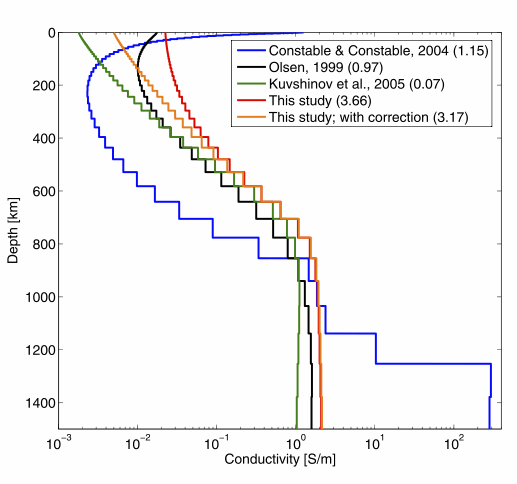 Constable & Constable, 2004 (1.15)
Olsen, 1999 (0.97)
Kuvshinov et al., 2005 (0.07)
This study (3.66)
This study; with correction (3.17)
0
200
400
600
800
1000
1200
1400
Depth [km]
10⁻³ 10⁻² 10⁻¹ 10⁰ 10¹ 10²
Conductivity [S/m]